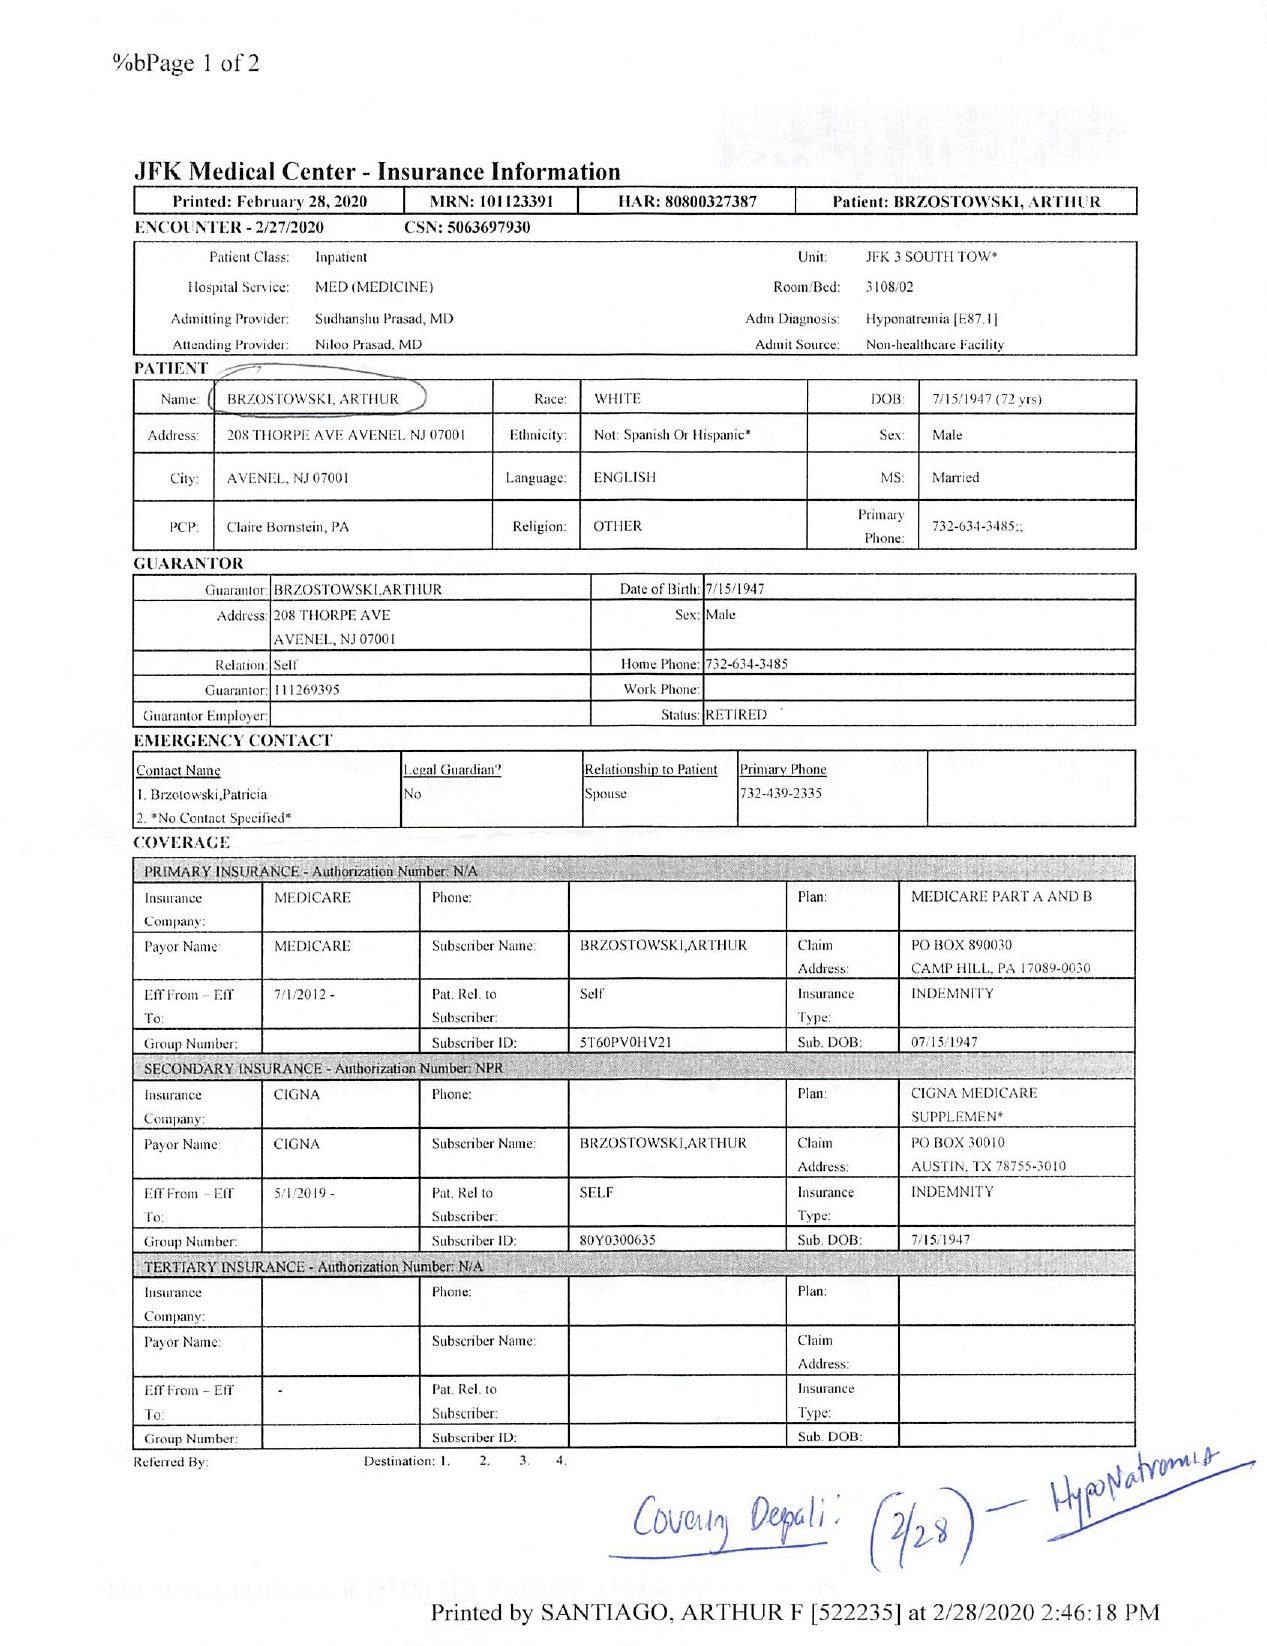 %bPage 1 of 2
JFK Medical Center - Insurance Information
Printed: February 28, 2020 MRN: 101123391 HAR: 80800327387 Patient: BRZOSTOWSKI, ARTHUR
ENCOUNTER - 2/27/2020 CSN: 5063697930
Patient Class: Inpatient Unit: JFK 3 SOUTH TOW*
Hospital Service: MED (MEDICINE) Room/Bed: 3108/02
Admitting Provider: Sudhanshu Prasad, MD Adm Diagnosis: Hyponatremia [E87.1]
Attending Provider: Niloo Prasad, MD Admit Source: Non-healthcare Facility
PATIENT
Name: BRZOSTOWSKI, ARTHUR Race: WHITE DOB: 7/15/1947 (72 yrs)
Address: 208 THORPE AVE AVENEL NJ 07001 Ethnicity: Not: Spanish Or Hispanic* Sex: Male
City: AVENEL, NJ 07001 Language: ENGLISH MS: Married
PCP: Claire Bornstein, PA Religion: OTHER Primary Phone: 732-634-3485;;
GUARANTOR
Guarantor: BRZOSTOWSKI,ARTHUR Date of Birth: 7/15/1947
Address: 208 THORPE AVE Sex: Male
AVENEL, NJ 07001
Relation: Self Home Phone: 732-634-3485
Guarantor: 111269395 Work Phone:
Guarantor Employer: Status: RETIRED
EMERGENCY CONTACT
Contact Name Legal Guardian? Relationship to Patient Primary Phone
1. Brzotowski,Patricia No Spouse 732-439-2335
2. *No Contact Specified*
COVERAGE
PRIMARY INSURANCE - Authorization Number: N/A
Insurance Company: MEDICARE Phone: Plan: MEDICARE PART A AND B
Payor Name: MEDICARE Subscriber Name: BRZOSTOWSKI,ARTHUR Claim Address: PO BOX 890030
CAMP HILL, PA 17089-0030
Eff From – Eff To: 7/1/2012 - Pat. Rel. to Subscriber: Self Insurance Type: INDEMNITY
Group Number: Subscriber ID: 5T60PV0HV21 Sub. DOB: 07/15/1947
SECONDARY INSURANCE - Authorization Number: NPR
Insurance Company: CIGNA Phone: Plan: CIGNA MEDICARE
SUPPLEMEN*
Payor Name: CIGNA Subscriber Name: BRZOSTOWSKI,ARTHUR Claim Address: PO BOX 30010
AUSTIN, TX 78755-3010
Eff From – Eff To: 5/1/2019 - Pat. Rel to Subscriber: SELF Insurance Type: INDEMNITY
Group Number: Subscriber ID: 80Y0300635 Sub. DOB: 7/15/1947
TERTIARY INSURANCE - Authorization Number: N/A
Insurance Company: Phone: Plan:
Payor Name: Subscriber Name: Claim Address:
Eff From – Eff To: - Pat. Rel. to Subscriber: Insurance Type:
Group Number: Subscriber ID: Sub. DOB:
Referred By: Destination: 1. 2. 3. 4.
Depali: (2/28) — HypoNatremia
Printed by SANTIAGO, ARTHUR F [522235] at 2/28/2020 2:46:18 PM